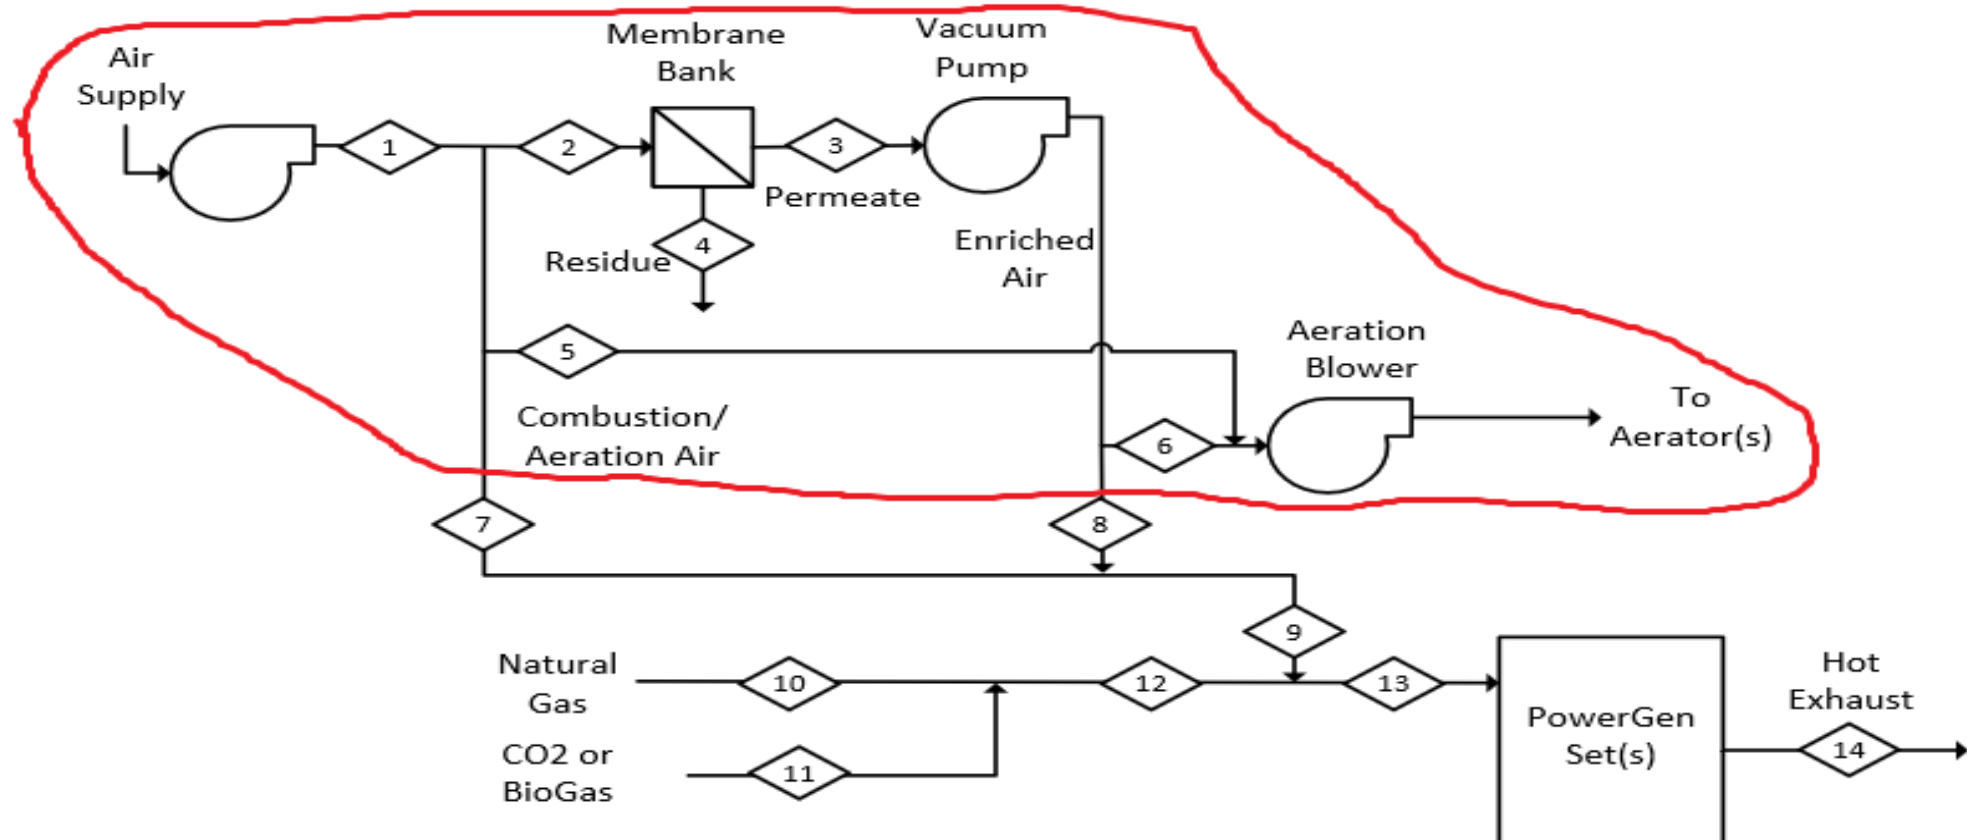 Air
Supply
Membrane
Bank
Vacuum
Pump
1
2
3
Permeate
4
Residue
Enriched
Air
5
Aeration
Blower
To
Aerator(s)
Combustion/
Aeration Air
6
7
8
9
Natural
Gas
10
12
13
Hot
Exhaust
PowerGen
Set(s)
14
CO2 or
BioGas
11